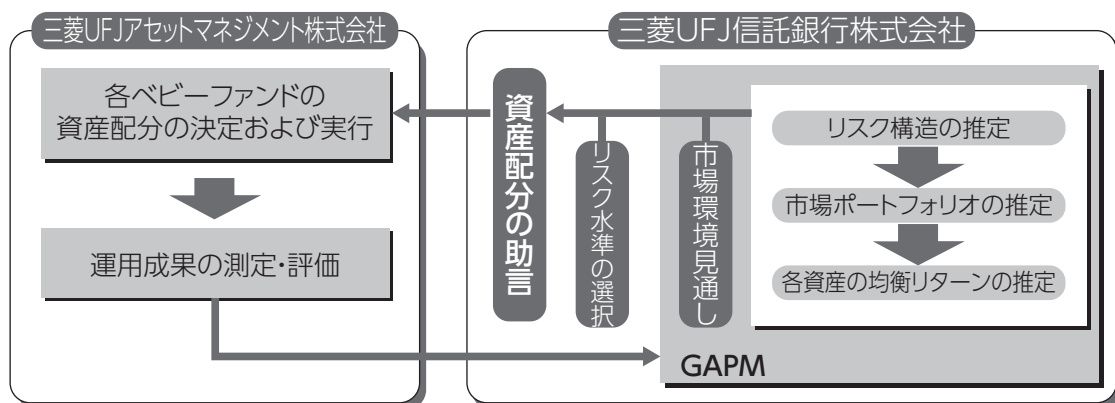 三菱UFJアセットマネジメント株式会社
各ベビーファンドの
資産配分の決定および実行
運用成果の測定・評価
三菱UFJ信託銀行株式会社
資産配分の助言
リスク水準の選択
市場環境見通し
リスク構造の推定
市場ポートフォリオの推定
各資産の均衡リターンの推定
GAPM